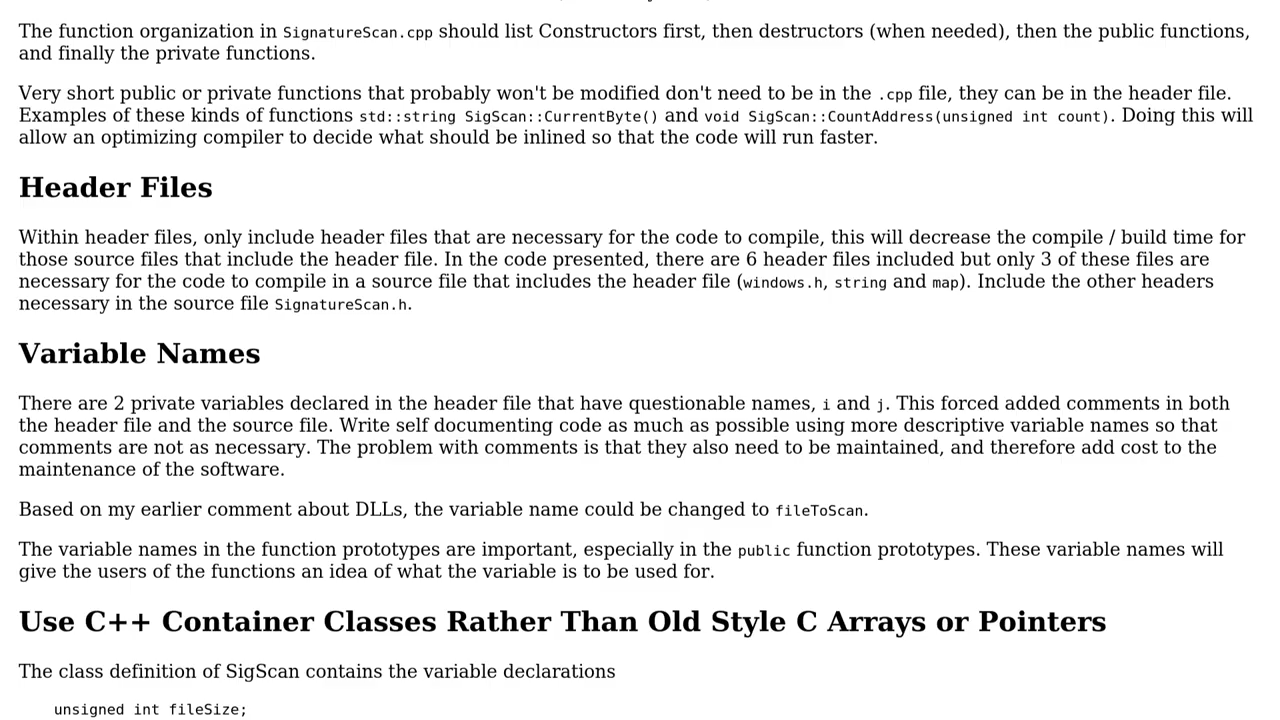 The function organization in SignatureScan.cpp should list Constructors first, then destructors (when needed), then the public functions,
and finally the private functions.
Very short public or private functions that probably won't be modified don't need to be in the .cpp file, they can be in the header file.
Examples of these kinds of functions std::string SigScan::CurrentByte() and void SigScan::CountAddress(unsigned int count). Doing this will
allow an optimizing compiler to decide what should be inlined so that the code will run faster.
Header Files
Within header files, only include header files that are necessary for the code to compile, this will decrease the compile / build time for
those source files that include the header file. In the code presented, there are 6 header files included but only 3 of these files are
necessary for the code to compile in a source file that includes the header file (windows.h, string and map). Include the other headers
necessary in the source file SignatureScan.h.
Variable Names
There are 2 private variables declared in the header file that have questionable names, i and j. This forced added comments in both
the header file and the source file. Write self documenting code as much as possible using more descriptive variable names so that
comments are not as necessary. The problem with comments is that they also need to be maintained, and therefore add cost to the
maintenance of the software.
Based on my earlier comment about DLLs, the variable name could be changed to fileToScan.
The variable names in the function prototypes are important, especially in the public function prototypes. These variable names will
give the users of the functions an idea of what the variable is to be used for.
Use C++ Container Classes Rather Than Old Style C Arrays or Pointers
The class definition of SigScan contains the variable declarations
unsigned int fileSize;